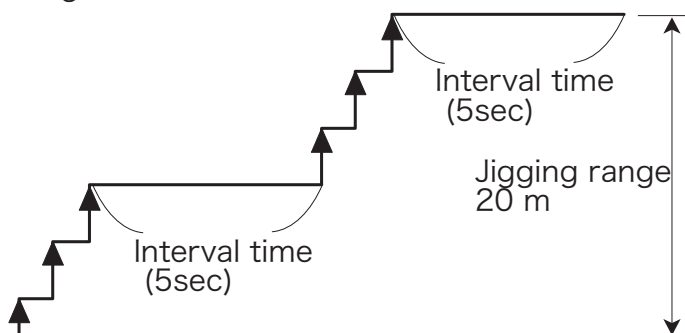 Interval time
(5sec)
Jigging range
20 m
Interval time
(5sec)